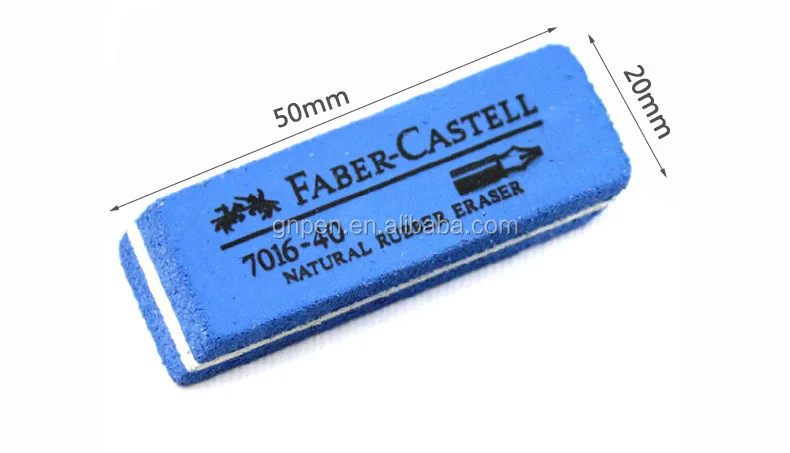 50mm
20mm
FABER-CASTELL
7016-40
NATURAL RUBBER ERASER
gnpen.en.alibaba.com